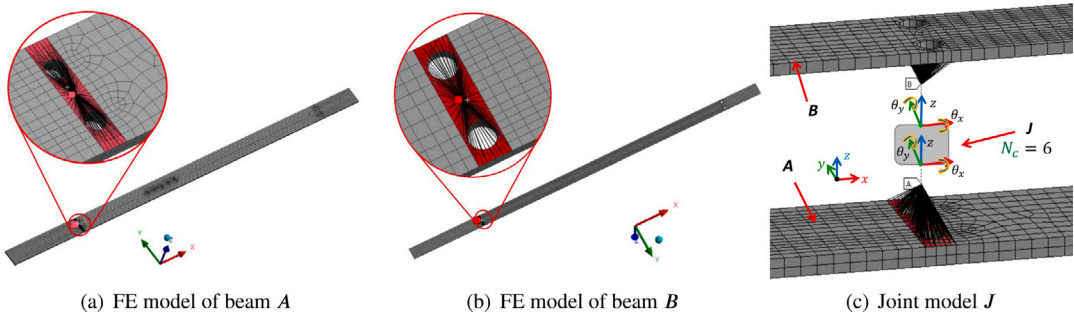 Y
Z
X
(a) FE model of beam A
X
Z
Y
(b) FE model of beam B
B
B
θy
z
θx
J
Nc = 6
z
θy
θx
A
y
z
x
A
(c) Joint model J